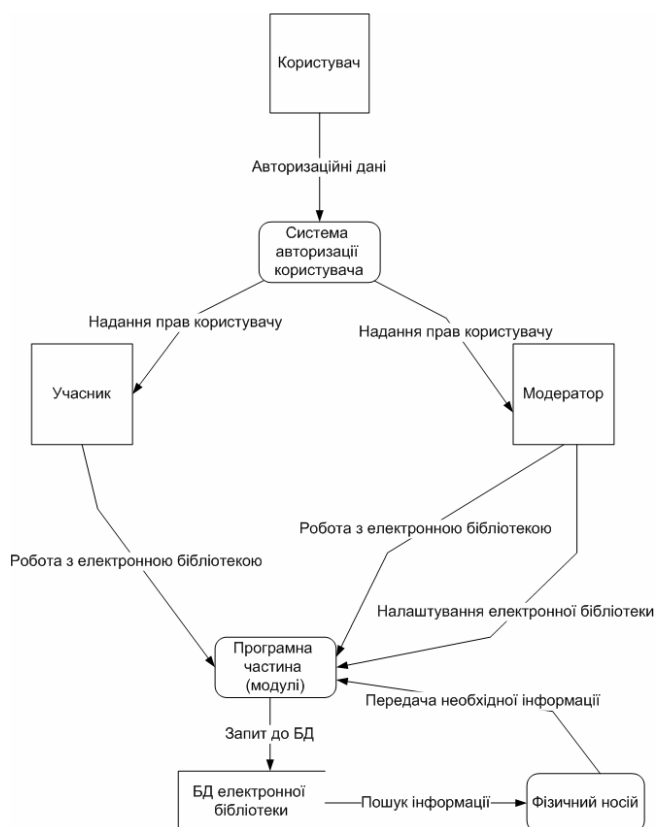 Користувач
Авторизаційні дані
Система
авторизації
користувача
Надання прав користувачу
Надання прав користувачу
Учасник
Модератор
Робота з електронною бібліотекою
Робота з електронною бібліотекою
Налаштування електронної бібліотеки
Програмна
частина
(модулі)
Передача необхідної інформації
Запит до БД
БД електронної
бібліотеки
Пошук інформації
Фізичний носій